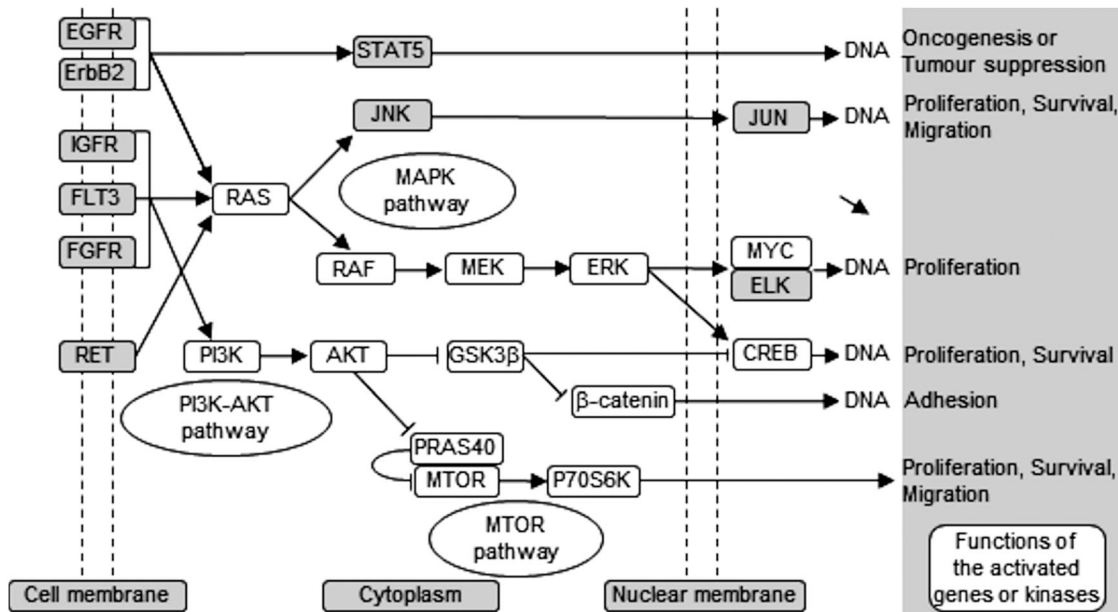 EGFR
ErbB2
STAT5
DNA
Oncogenesis or
Tumour suppression
JNK
JUN
DNA
Proliferation, Survival,
Migration
IGFR
FLT3
FGFR
RAS
MAPK
pathway
RAF
MEK
ERK
MYC
ELK
DNA
Proliferation
RET
PI3K
AKT
GSK3β
CREB
DNA
Proliferation, Survival
PI3K-AKT
pathway
β-catenin
DNA
Adhesion
PRAS40
MTOR
P70S6K
Proliferation, Survival,
Migration
MTOR
pathway
Functions of
the activated
genes or kinases
Cell membrane
Cytoplasm
Nuclear membrane